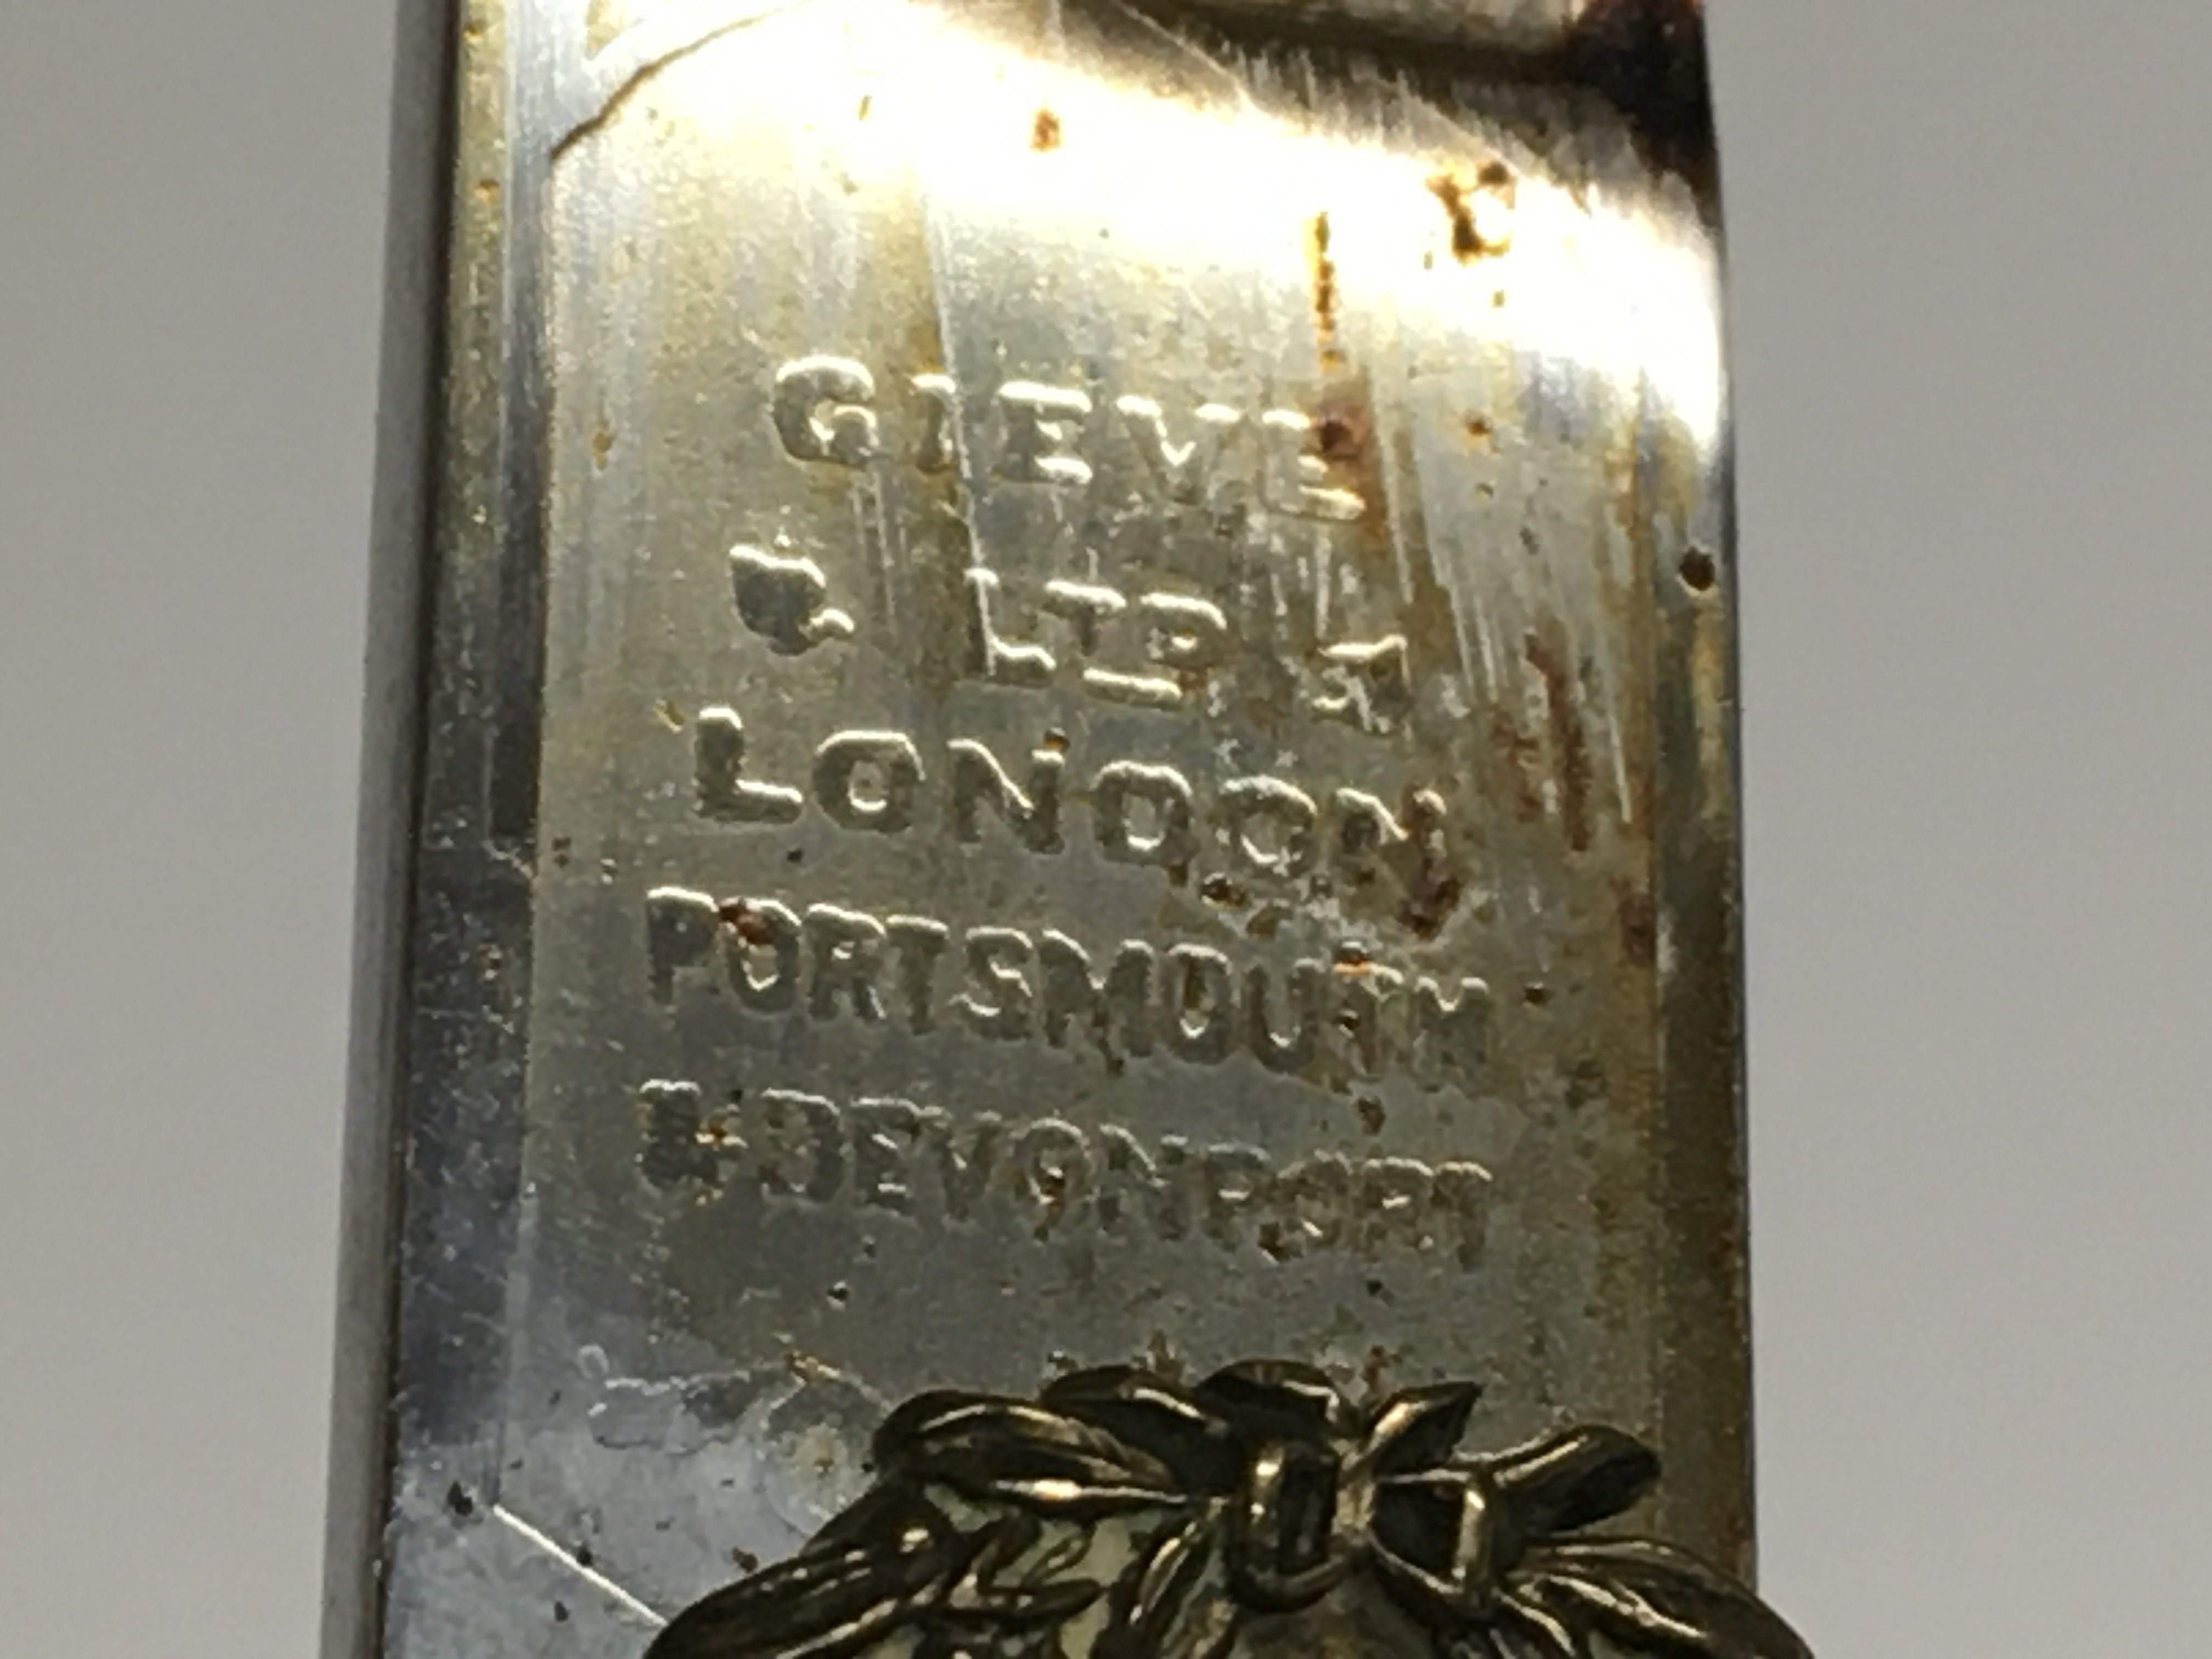 GIEVE
LTD
LONDON
PORTSMOUTH
& DEVONPORT